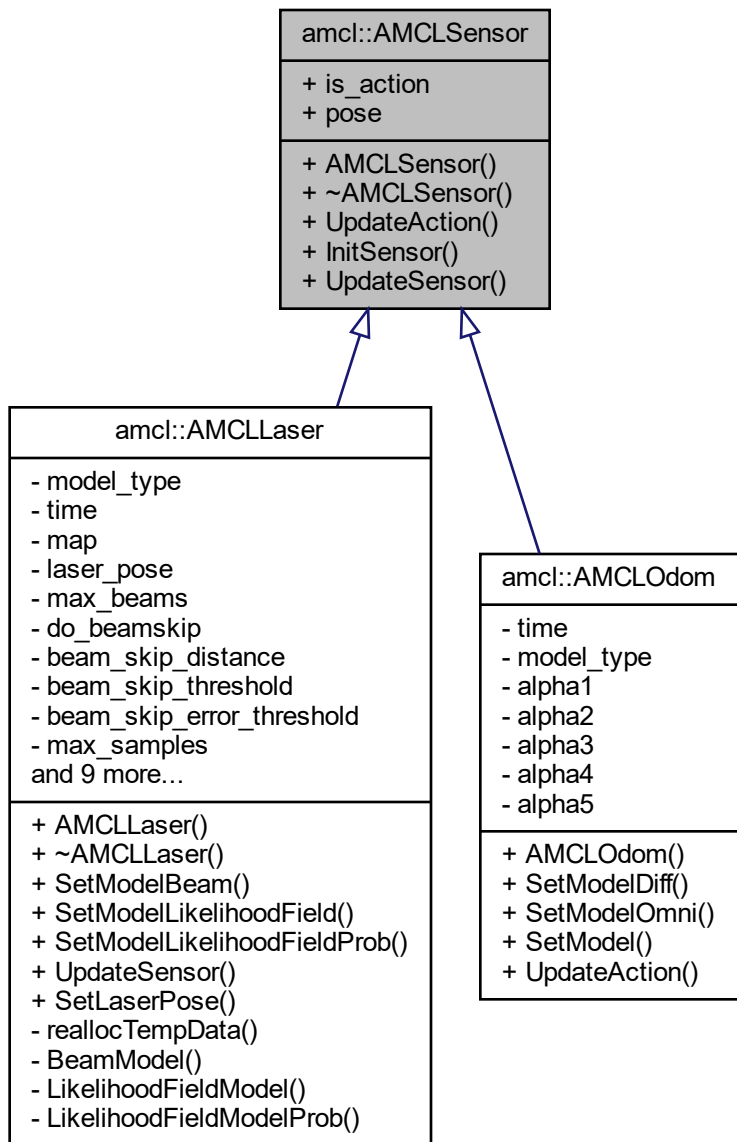 amcl::AMCLSensor
+ is_action
+ pose
+ AMCLSensor()
+ ~AMCLSensor()
+ UpdateAction()
+ InitSensor()
+ UpdateSensor()
amcl::AMCLLaser
- model_type
- time
- map
- laser_pose
- max_beams
- do_beamskip
- beam_skip_distance
- beam_skip_threshold
- beam_skip_error_threshold
- max_samples
and 9 more...
+ AMCLLaser()
+ ~AMCLLaser()
+ SetModelBeam()
+ SetModelLikelihoodField()
+ SetModelLikelihoodFieldProb()
+ UpdateSensor()
+ SetLaserPose()
- reallocTempData()
- BeamModel()
- LikelihoodFieldModel()
- LikelihoodFieldModelProb()
amcl::AMCLOdom
- time
- model_type
- alpha1
- alpha2
- alpha3
- alpha4
- alpha5
+ AMCLOdom()
+ SetModelDiff()
+ SetModelOmni()
+ SetModel()
+ UpdateAction()